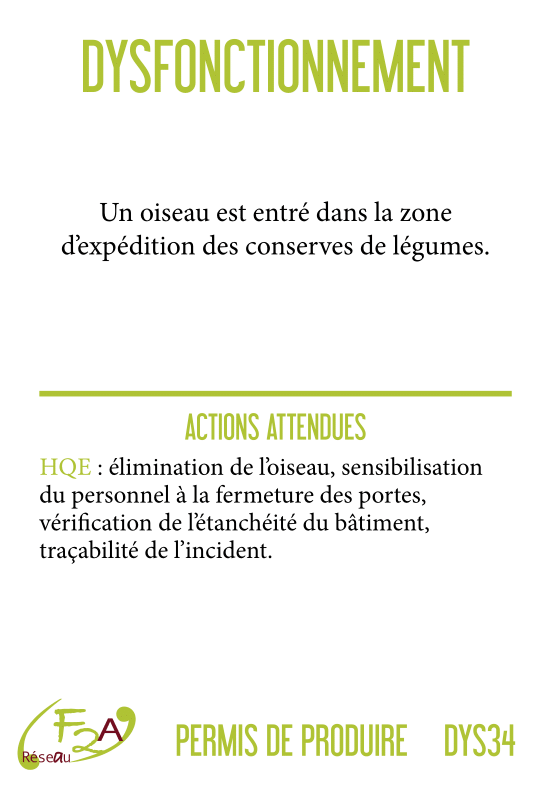 DYSFONCTIONNEMENT
Un oiseau est entré dans la zone
d’expédition des conserves de légumes.
ACTIONS ATTENDUES
HQE : élimination de l’oiseau, sensibilisation
du personnel à la fermeture des portes,
vérification de l’étanchéité du bâtiment,
traçabilité de l’incident.
F2A
Réseau
PERMIS DE PRODUIRE DYS34